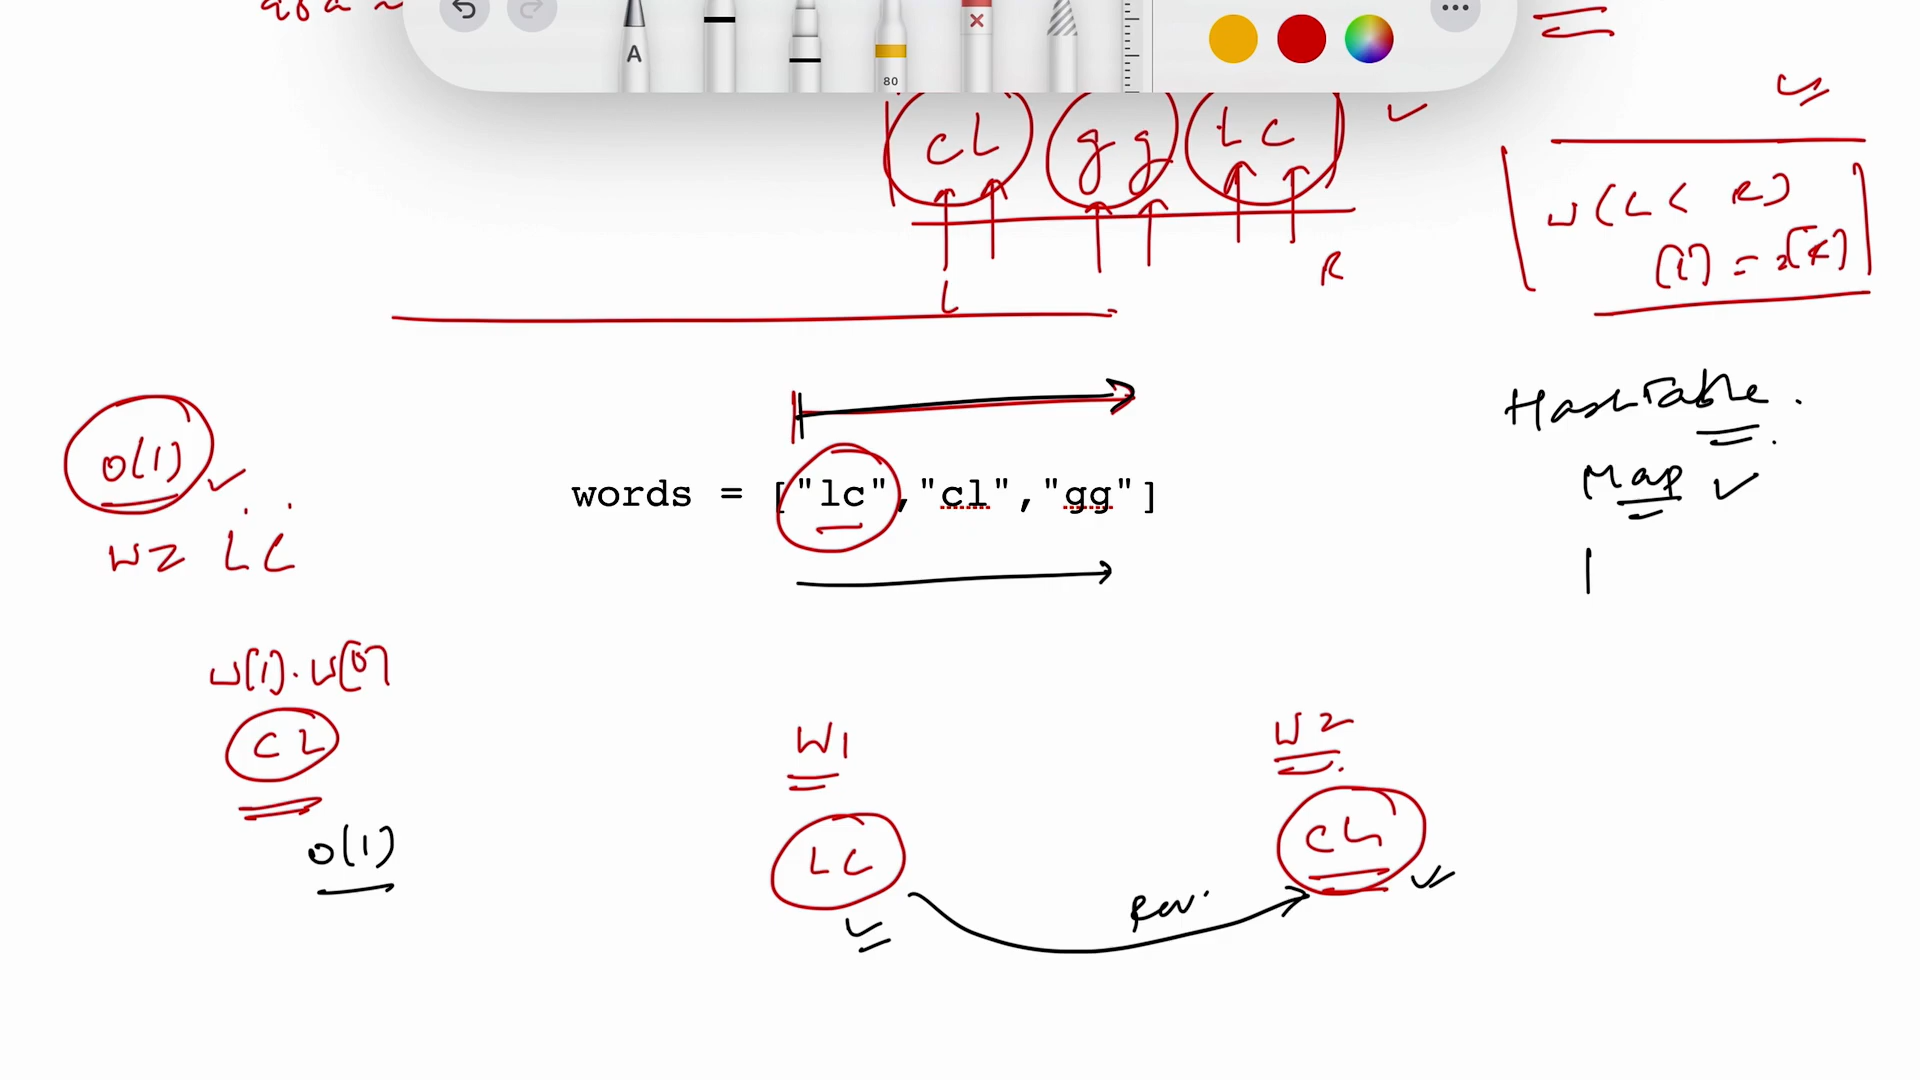 A
80
CL gg LC
w(L < R)
L
R
HashTable.
O(1)
words = ["lc","cl","gg"]
Map
w = LC
w(1).w(0)
W1
W2
CL
LC
CL
O(1)
Rev.